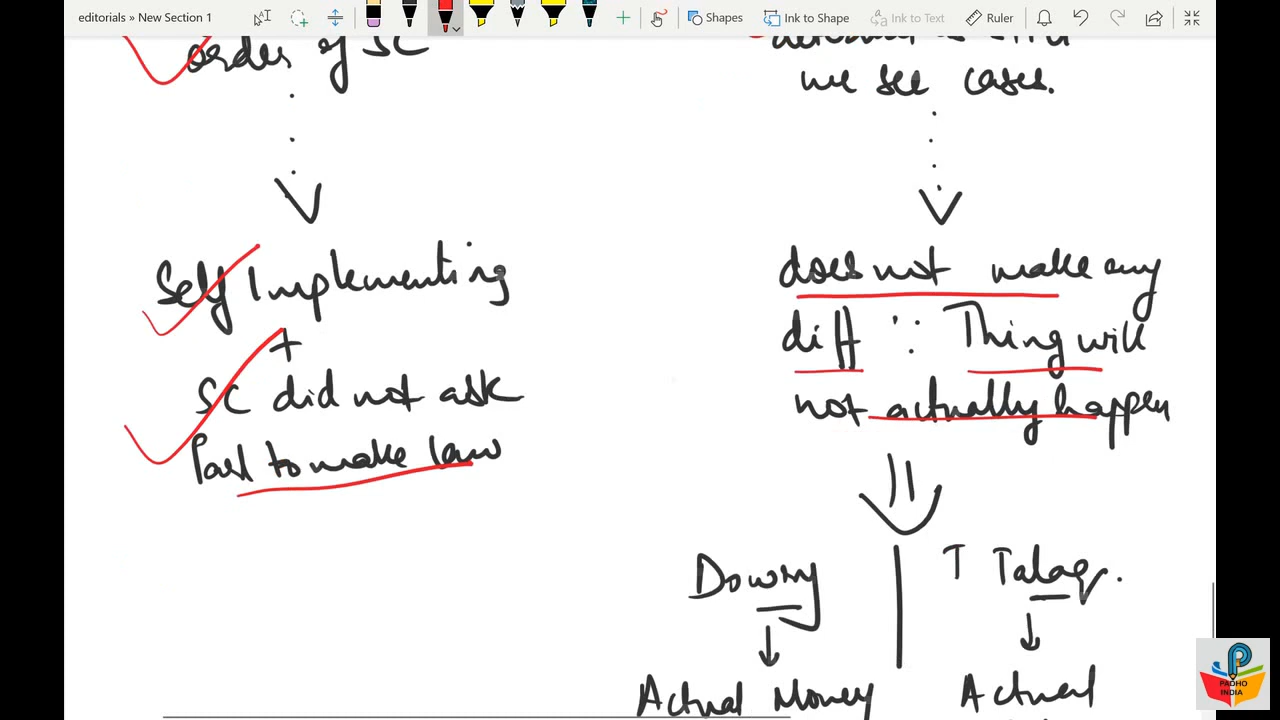 editorials » New Section 1
Shapes
Ink to Shape
Ink to Text
Ruler
order of SC
we see cases.
Self Implementing
+
SC did not ask
Parl to make law
does not make any
diff ∵ Thing will
not actually happen
Dowry
T Talaq.
Actual Money
Actual
PADHO
INDIA